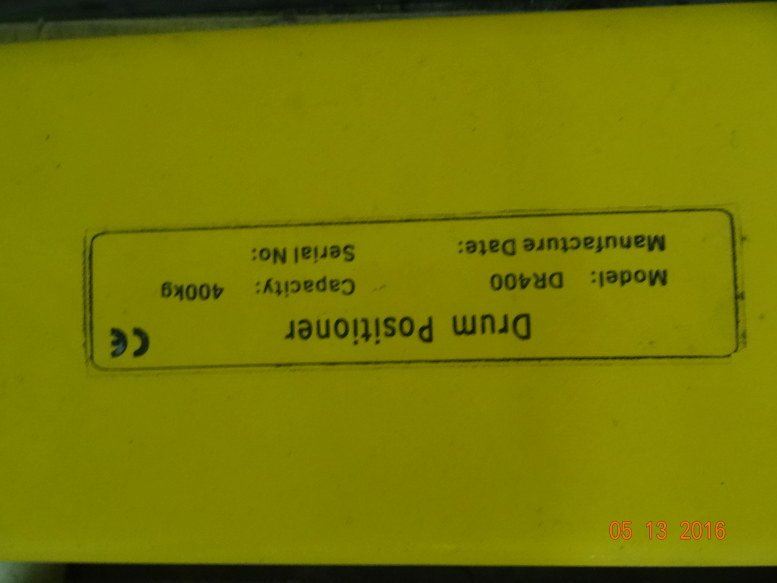 Drum Positioner CE
Model: DR400 Capacity: 400kg
Manufacture Date: Serial No:
05 13 2016